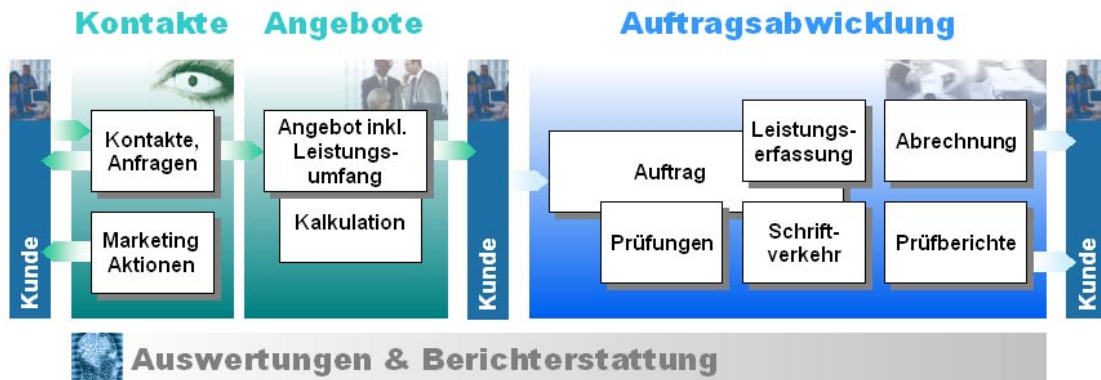 Kontakte
Angebote
Auftragsabwicklung
Kunde
Kontakte,
Anfragen
Marketing
Aktionen
Angebot inkl.
Leistungs-
umfang
Kalkulation
Kunde
Auftrag
Leistungs-
erfassung
Abrechnung
Prüfungen
Schrift-
verkehr
Prüfberichte
Kunde
Auswertungen & Berichterstattung